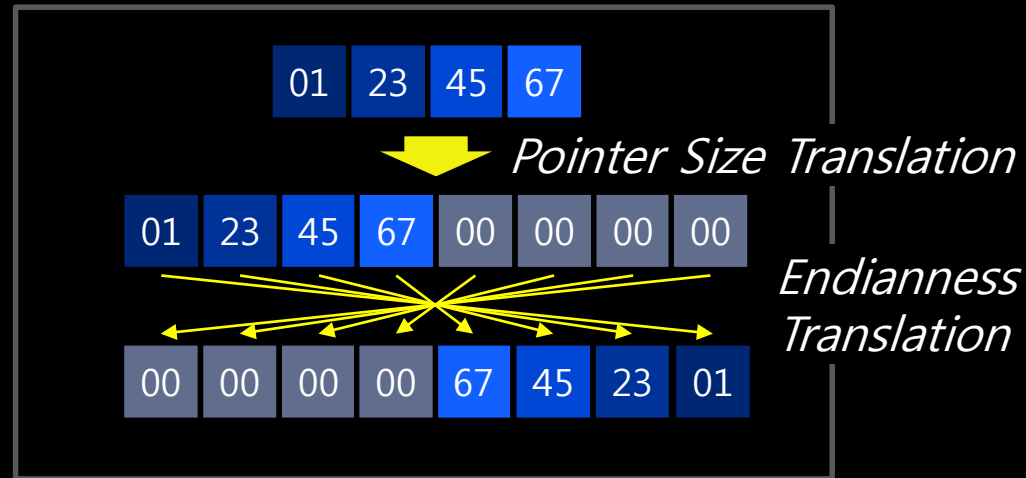 01 23 45 67
Pointer Size Translation
01 23 45 67 00 00 00 00
Endianness
Translation
00 00 00 00 67 45 23 01